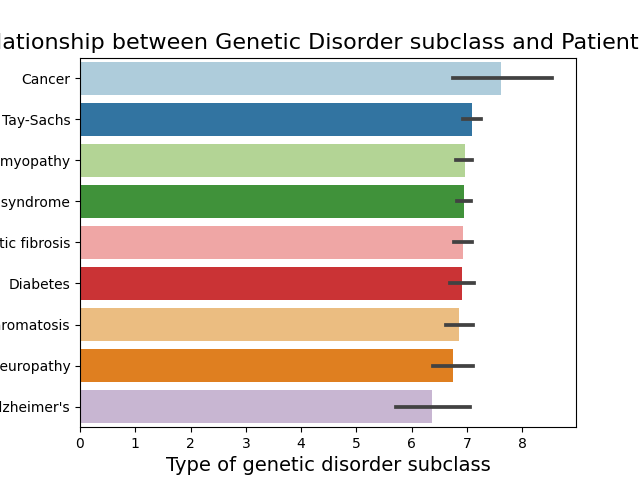 lationship between Genetic Disorder subclass and Patient
Cancer
Tay-Sachs
myopathy
syndrome
tic fibrosis
Diabetes
romatosis
europathy
lzheimer's
0 1 2 3 4 5 6 7 8
Type of genetic disorder subclass